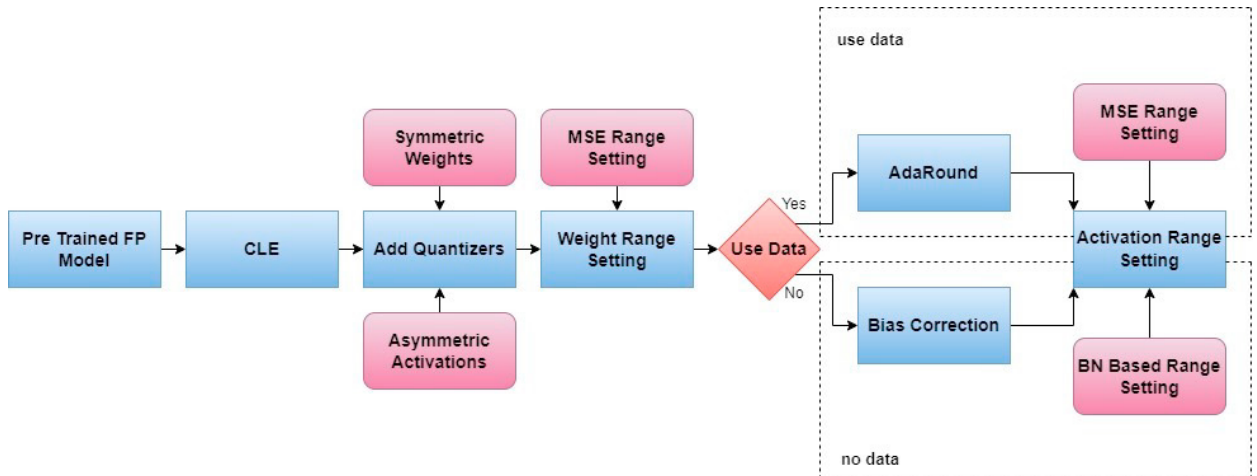 use data
Symmetric
Weights
MSE Range
Setting
MSE Range
Setting
AdaRound
Yes
Pre Trained FP
Model
CLE
Add Quantizers
Weight Range
Setting
Use Data
Activation Range
Setting
No
Bias Correction
Asymmetric
Activations
BN Based Range
Setting
no data